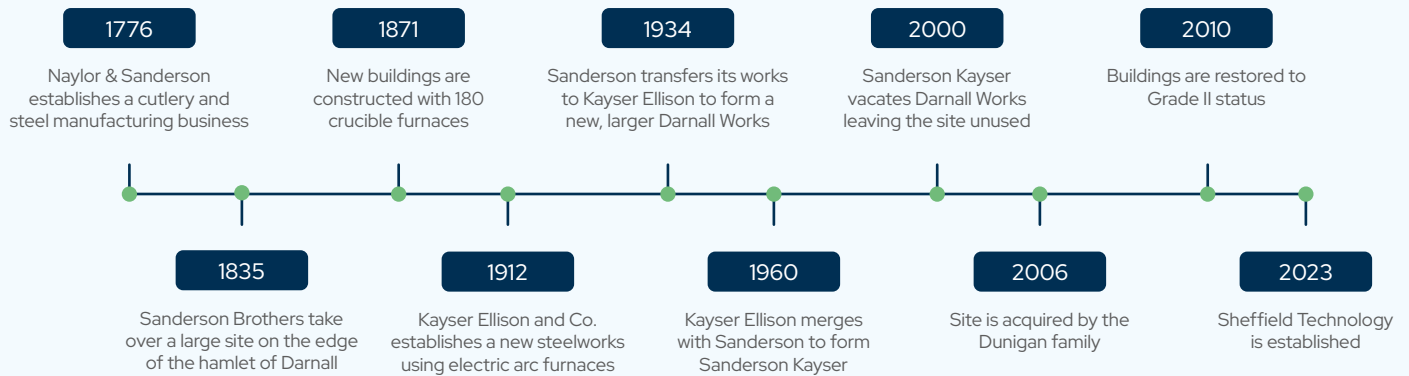 1776
Naylor & Sanderson
establishes a cutlery and
steel manufacturing business
1835
Sanderson Brothers take
over a large site on the edge
of the hamlet of Darnall
1871
New buildings are
constructed with 180
crucible furnaces
1912
Kayser Ellison and Co.
establishes a new steelworks
using electric arc furnaces
1934
Sanderson transfers its works
to Kayser Ellison to form a
new, larger Darnall Works
1960
Kayser Ellison merges
with Sanderson to form
Sanderson Kayser
2000
Sanderson Kayser
vacates Darnall Works
leaving the site unused
2006
Site is acquired by the
Dunigan family
2010
Buildings are restored to
Grade II status
2023
Sheffield Technology
is established